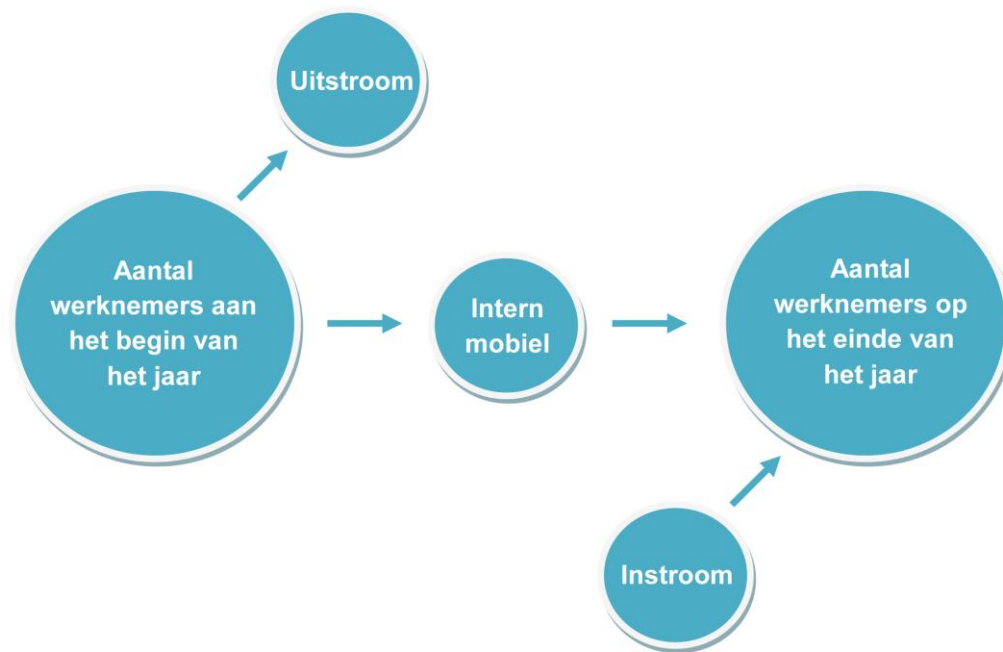 Uitstroom
Aantal
werknemers aan
het begin van
het jaar
Intern
mobiel
Aantal
werknemers op
het einde van
het jaar
Instroom